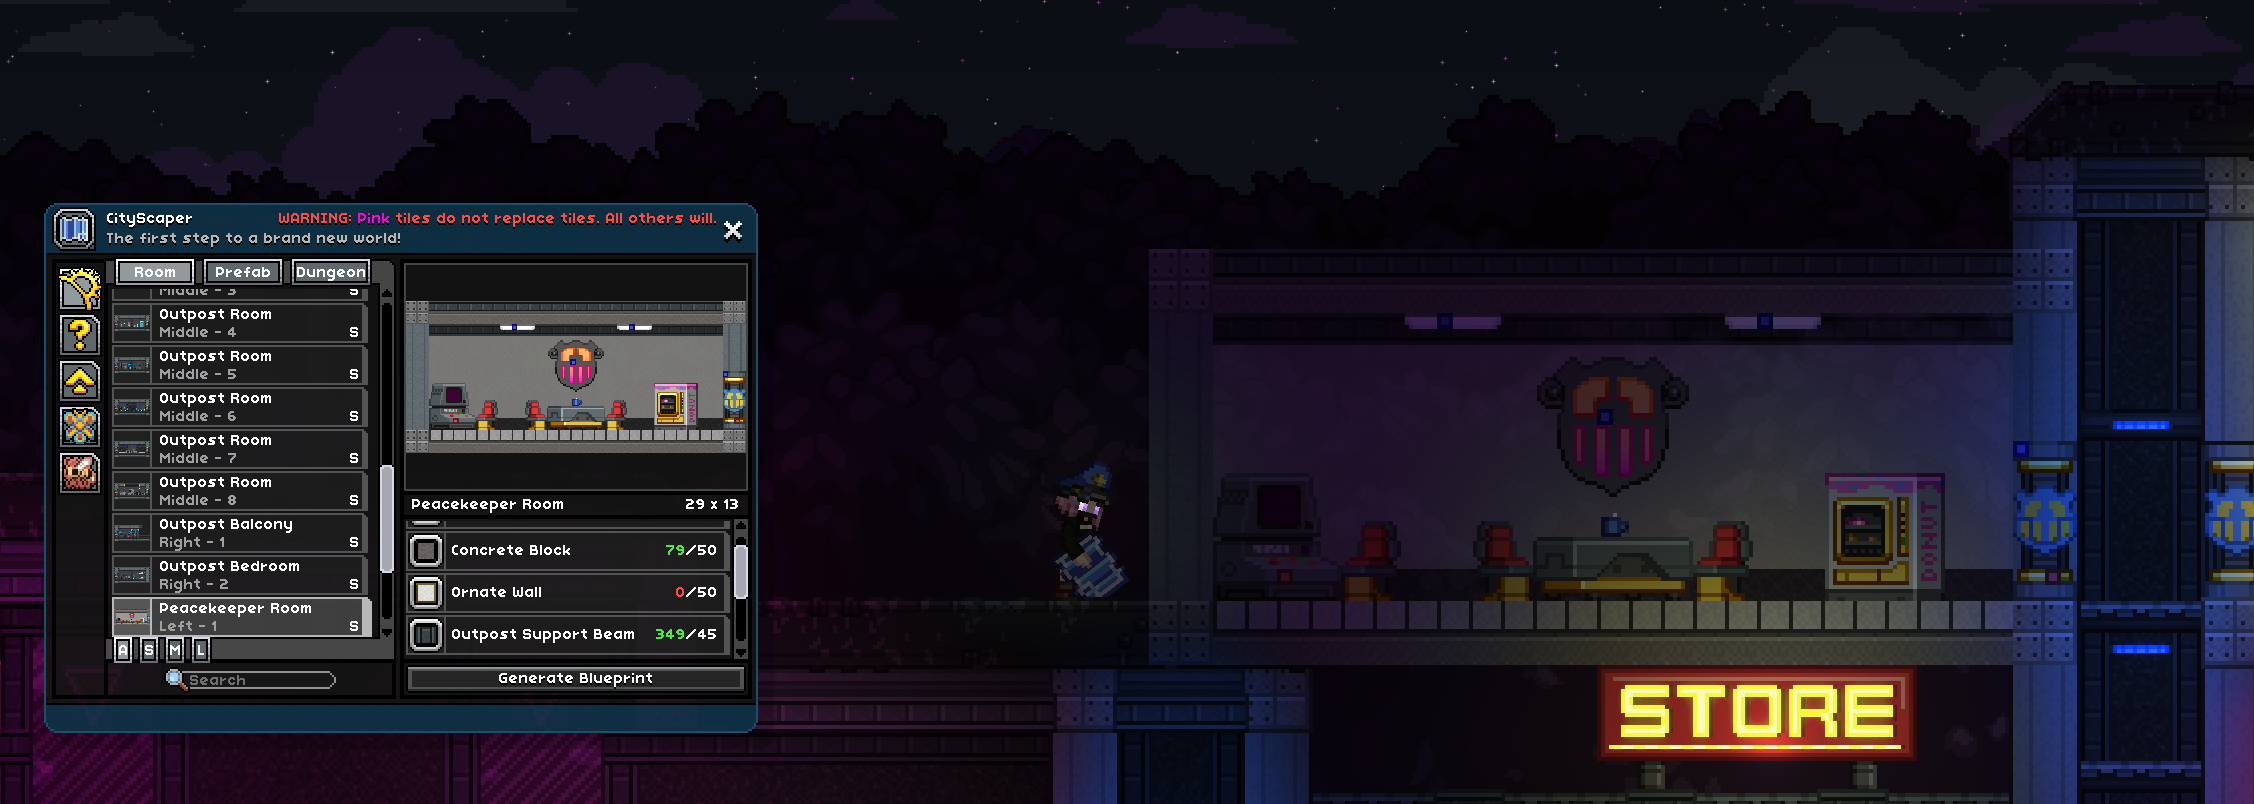 CityScaper
WARNING: Pink tiles do not replace tiles. All others will.
The first step to a brand new world!
Room
Prefab
Dungeon
Middle - 3
S
Outpost Room
Middle - 4
S
Outpost Room
Middle - 5
S
Outpost Room
Middle - 6
S
Outpost Room
Middle - 7
S
Outpost Room
Middle - 8
S
Outpost Balcony
Right - 1
S
Outpost Bedroom
Right - 2
S
Peacekeeper Room
Left - 1
S
A S M L
Search
Peacekeeper Room 29 x 13
Concrete Block 79/50
Ornate Wall 0/50
Outpost Support Beam 349/45
Generate Blueprint
STORE